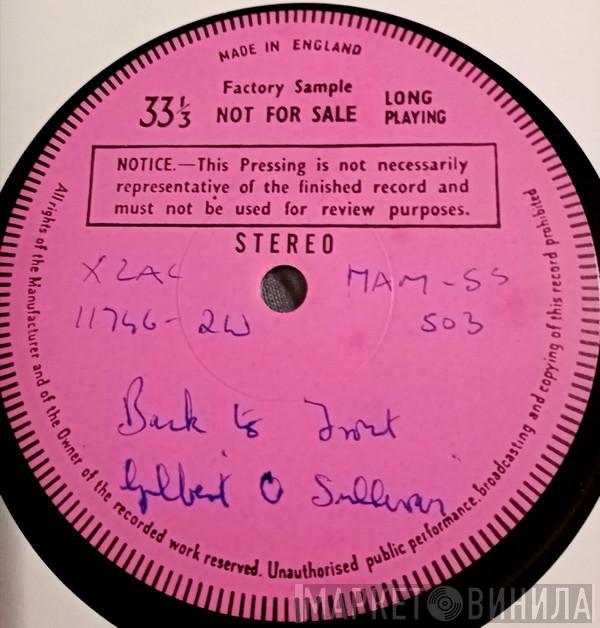 MADE IN ENGLAND
Factory Sample
33⅓ NOT FOR SALE LONG PLAYING
NOTICE.—This Pressing is not necessarily
representative of the finished record and
must not be used for review purposes.
STEREO
X ZAL MAM-SS
11746-2W 503
Back to Front
Gilbert O Sullivan
All rights of the Manufacturer and of the Owner of the recorded work reserved. Unauthorised public performance, broadcasting and copying of this record prohibited
МАРКЕТ ВИНИЛА